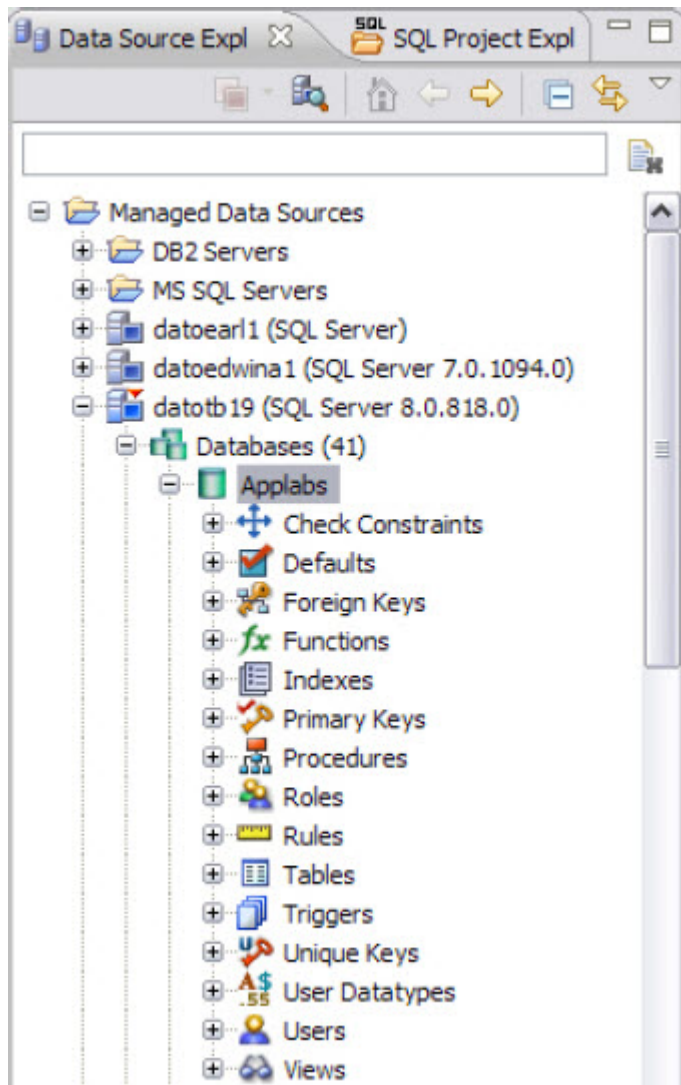 Data Source Expl SQL SQL Project Expl
Managed Data Sources
DB2 Servers
MS SQL Servers
datoearl1 (SQL Server)
datoedwina1 (SQL Server 7.0.1094.0)
datotb19 (SQL Server 8.0.818.0)
Databases (41)
Applabs
Check Constraints
Defaults
Foreign Keys
fx Functions
Indexes
Primary Keys
Procedures
Roles
Rules
Tables
Triggers
U Unique Keys
A$ .55 User Datatypes
Users
Views